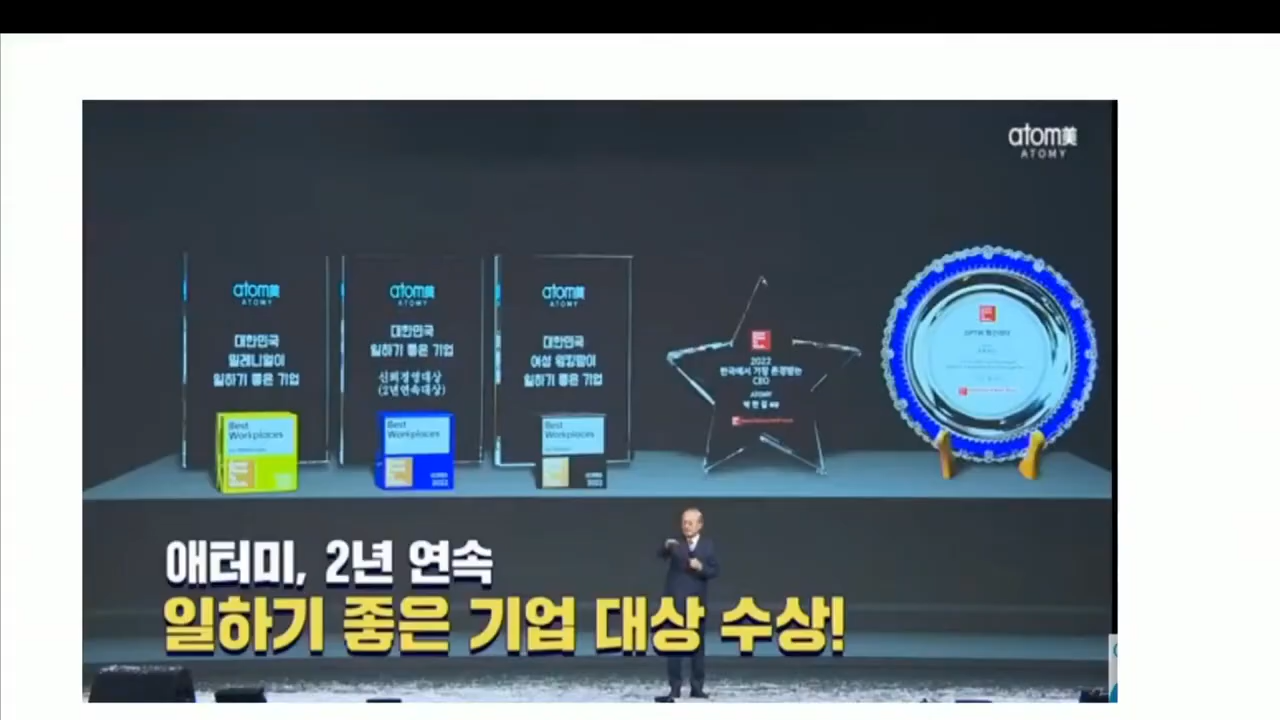 atom美
ATOMY
atom美
ATOMY
대한민국
밀레니얼이
일하기 좋은 기업
Best
Workplaces
atom美
ATOMY
대한민국
일하기 좋은 기업
신뢰경영대상
(2년연속대상)
Best
Workplaces
2022
atom美
ATOMY
대한민국
여성 워킹맘이
일하기 좋은 기업
Best
Workplaces
2022
2022
한국에서 가장 존경받는
CEO
ATOMY
박한길
애터미, 2년 연속
일하기 좋은 기업 대상 수상!